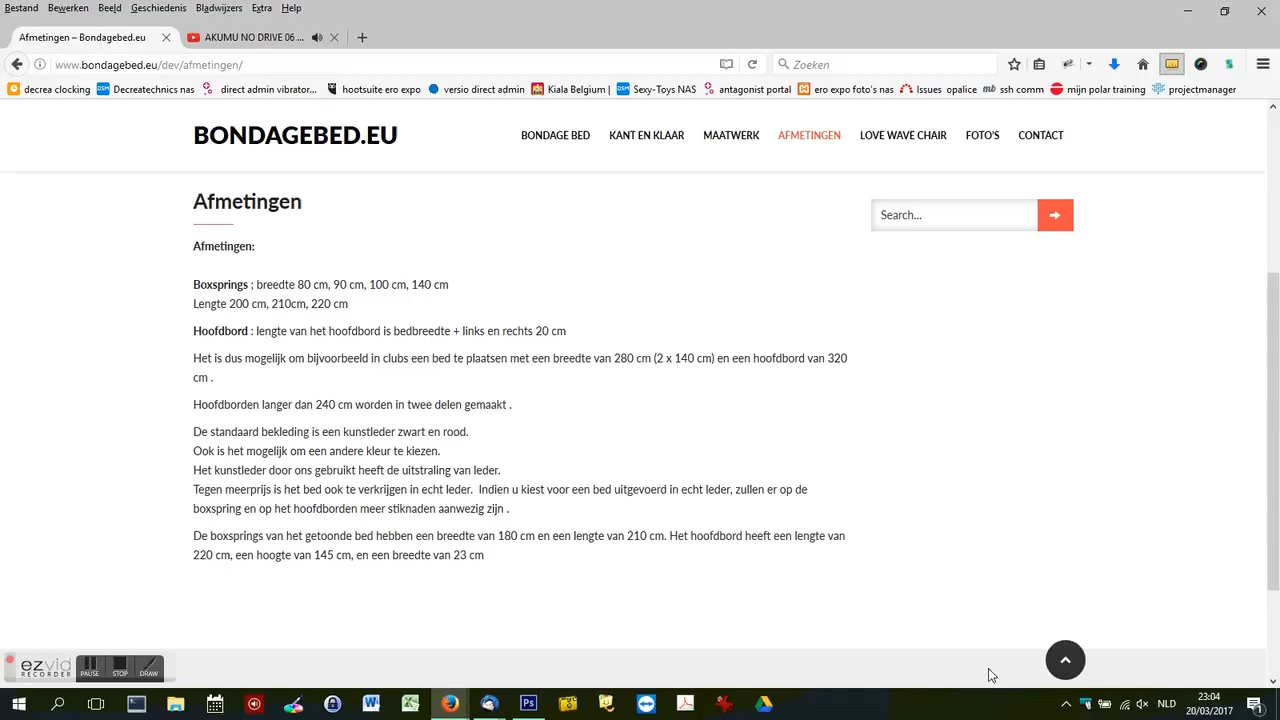 Bestand Bewerken Beeld Geschiedenis Bladwijzers Extra Help
Afmetingen – Bondagebed.eu AKUMU NO DRIVE 06 ...
www.bondagebed.eu/dev/afmetingen/ Zoeken
decrea clocking Decreatechnics nas direct admin vibrator... hootsuite ero expo versio direct admin Kiala Belgium | Sexy-Toys NAS antagonist portal ero expo foto's nas Issues opalice mb ssh comm mijn polar training projectmanager
BONDAGEBED.EU
BONDAGE BED KANT EN KLAAR MAATWERK AFMETINGEN LOVE WAVE CHAIR FOTO'S CONTACT
Afmetingen
Search...
Afmetingen:
Boxsprings ; breedte 80 cm, 90 cm, 100 cm, 140 cm
Lengte 200 cm, 210cm, 220 cm
Hoofdbord : lengte van het hoofdbord is bedbreedte + links en rechts 20 cm
Het is dus mogelijk om bijvoorbeeld in clubs een bed te plaatsen met een breedte van 280 cm (2 x 140 cm) en een hoofdbord van 320
cm .
Hoofdborden langer dan 240 cm worden in twee delen gemaakt .
De standaard bekleding is een kunstleder zwart en rood.
Ook is het mogelijk om een andere kleur te kiezen.
Het kunstleder door ons gebruikt heeft de uitstraling van leder.
Tegen meerprijs is het bed ook te verkrijgen in echt leder. Indien u kiest voor een bed uitgevoerd in echt leder, zullen er op de
boxspring en op het hoofdborden meer stiknaden aanwezig zijn .
De boxsprings van het getoonde bed hebben een breedte van 180 cm en een lengte van 210 cm. Het hoofdbord heeft een lengte van
220 cm, een hoogte van 145 cm, en een breedte van 23 cm
ezvid
RECORDER
PAUSE STOP DRAW
NLD
23:04
20/03/2017